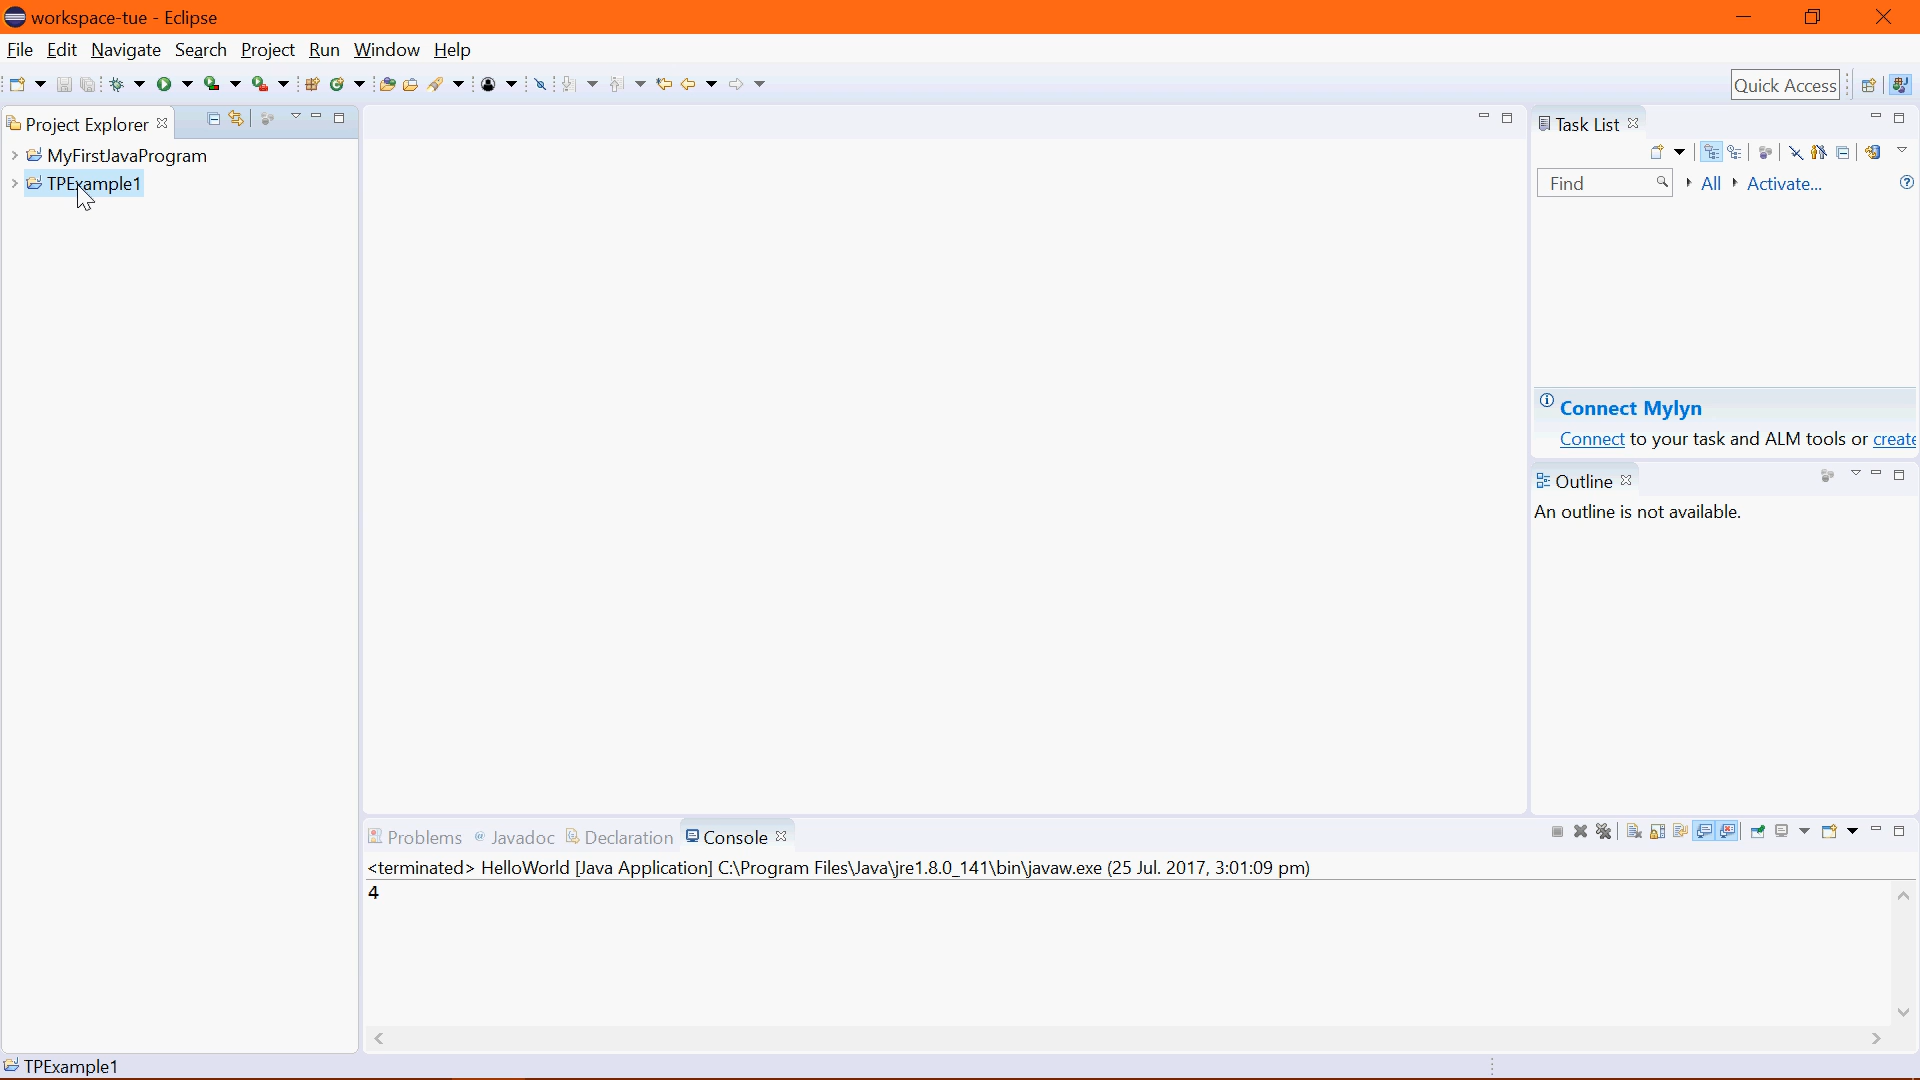 workspace-tue - Eclipse
File Edit Navigate Search Project Run Window Help
Quick Access
Project Explorer
MyFirstJavaProgram
TPExample1
Task List
Find All Activate...
Connect Mylyn
Connect to your task and ALM tools or create
Outline
An outline is not available.
Problems Javadoc Declaration Console
<terminated> HelloWorld [Java Application] C:\Program Files\Java\jre1.8.0_141\bin\javaw.exe (25 Jul. 2017, 3:01:09 pm)
4
TPExample1